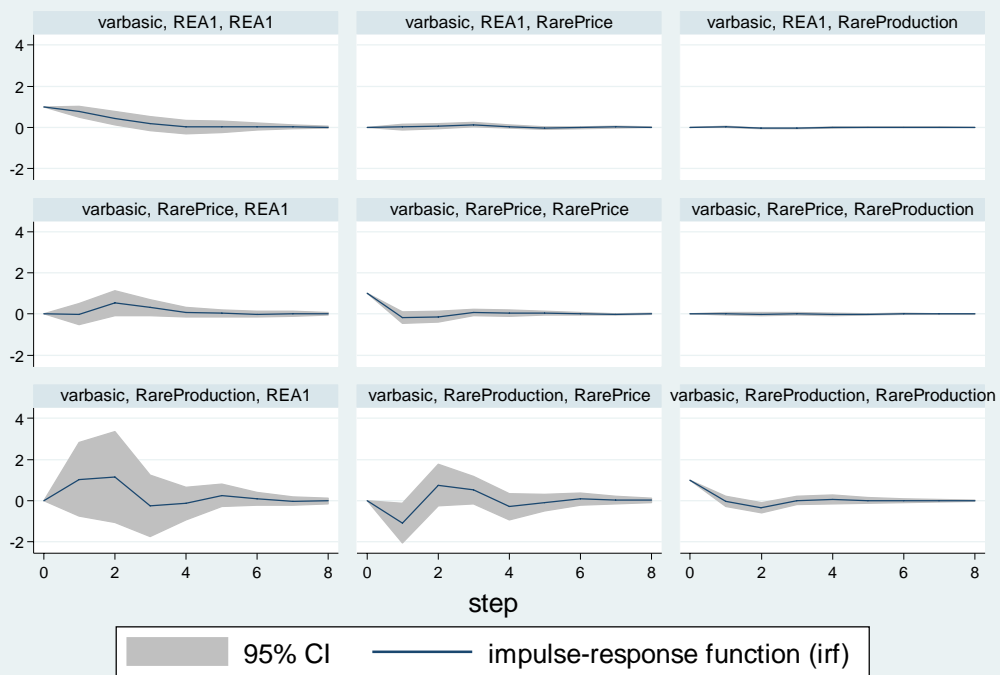 varbasic, REA1, REA1
varbasic, REA1, RarePrice
varbasic, REA1, RareProduction
4
2
0
-2
varbasic, RarePrice, REA1
varbasic, RarePrice, RarePrice
varbasic, RarePrice, RareProduction
4
2
0
-2
varbasic, RareProduction, REA1
varbasic, RareProduction, RarePrice
varbasic, RareProduction, RareProduction
4
2
0
-2
0 2 4 6 8
0 2 4 6 8
0 2 4 6 8
step
95% CI
impulse-response function (irf)